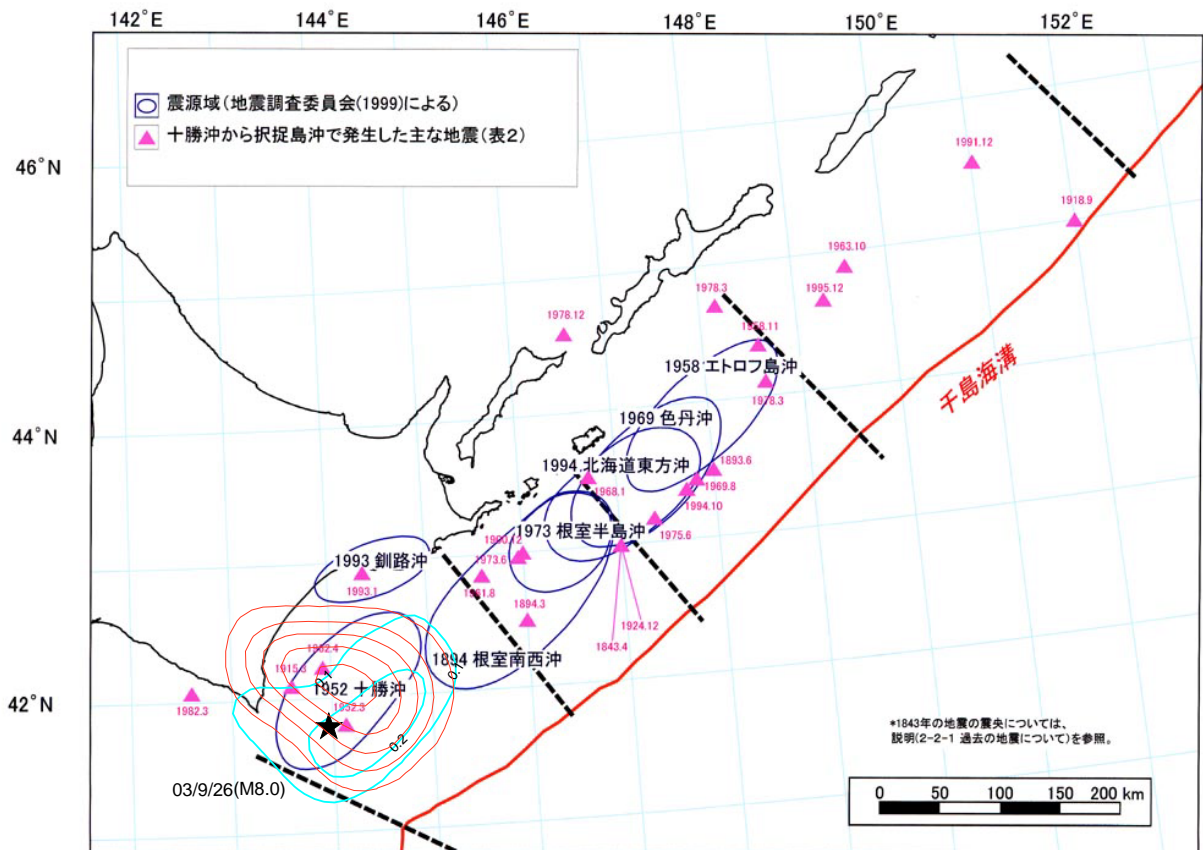 142°E 144°E 146°E 148°E 150°E 152°E
震源域(地震調査委員会(1999)による)
十勝沖から択捉島沖で発生した主な地震(表2)
46°N
1991.12
1918.9
1963.10
1978.3
1995.12
1978.12
1958.11
1958 エトロフ島沖
1978.3
千島海溝
44°N
1969 色丹沖
1994 北海道東方沖
1893.6
1968.1
1969.8
1994.10
1973 根室半島沖
1975.6
1993 釧路沖
1973.6
1993.1
1981.8
1894.3
1924.12
1843.4
1894 根室南西沖
1915.3
0.1
1952 十勝沖
42°N
1982.3
1952.3
0.2
*1843年の地震の震央については、
説明(2-2-1 過去の地震について)を参照。
03/9/26(M8.0)
0 50 100 150 200 km